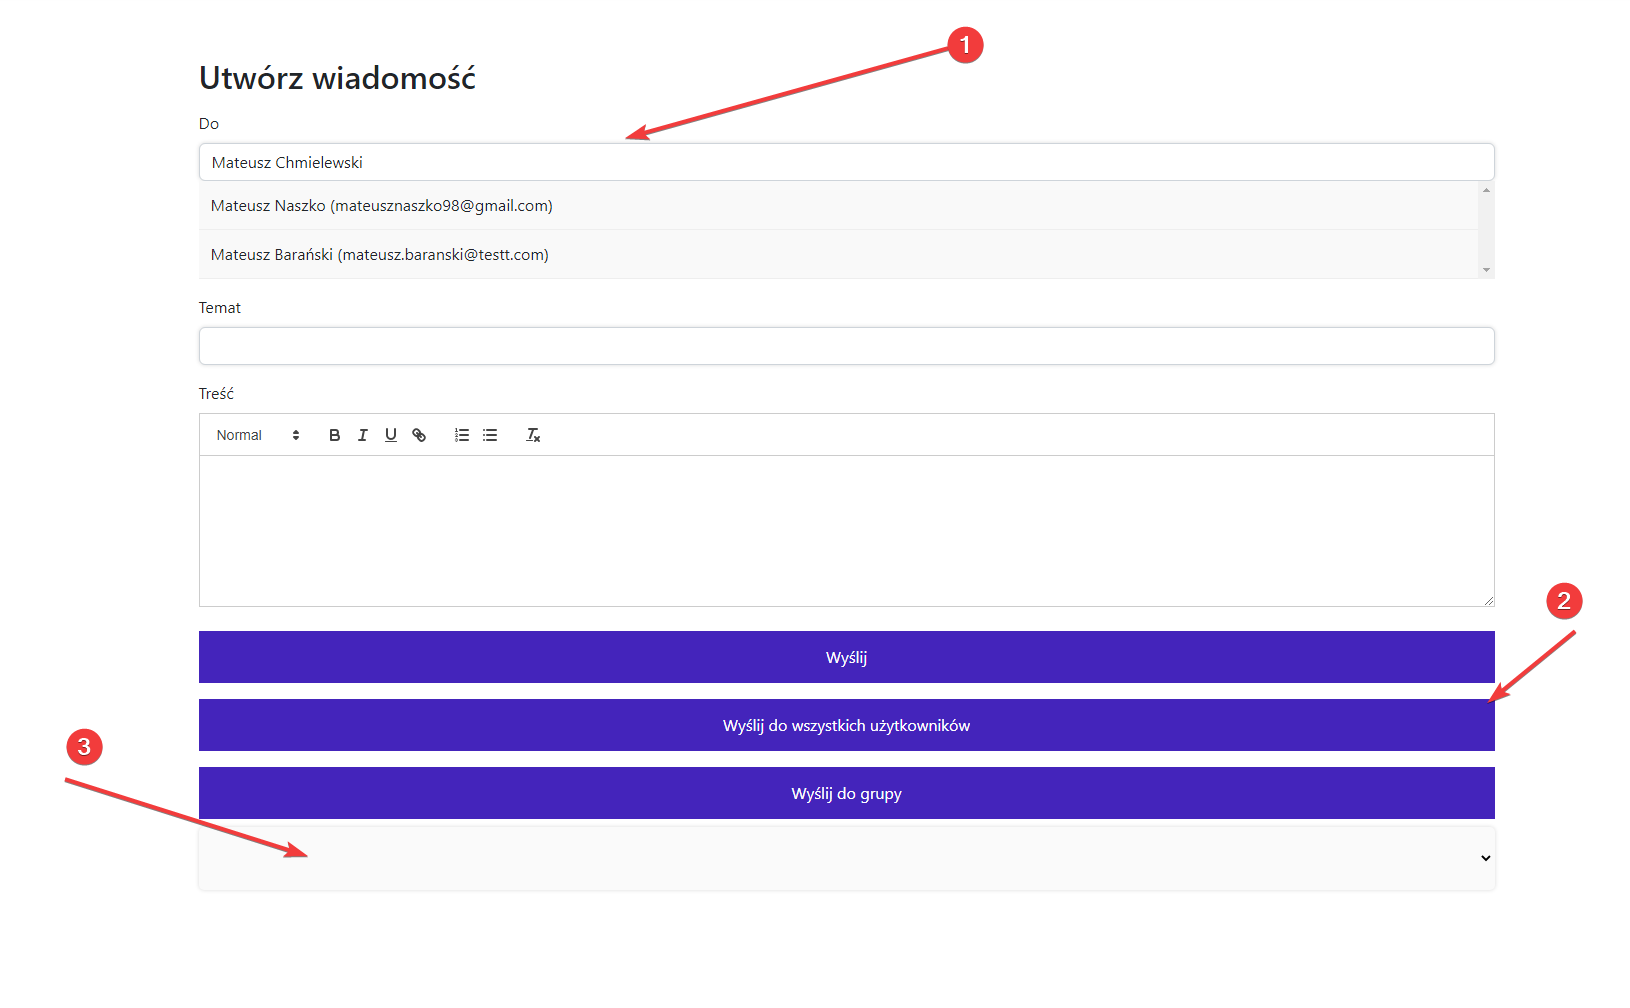 1
Utwórz wiadomość
Do
Mateusz Chmielewski
Mateusz Naszko (mateusznaszko98@gmail.com)
Mateusz Barański (mateusz.baranski@testt.com)
Temat
Treść
Normal B I U
2
Wyślij
Wyślij do wszystkich użytkowników
3
Wyślij do grupy